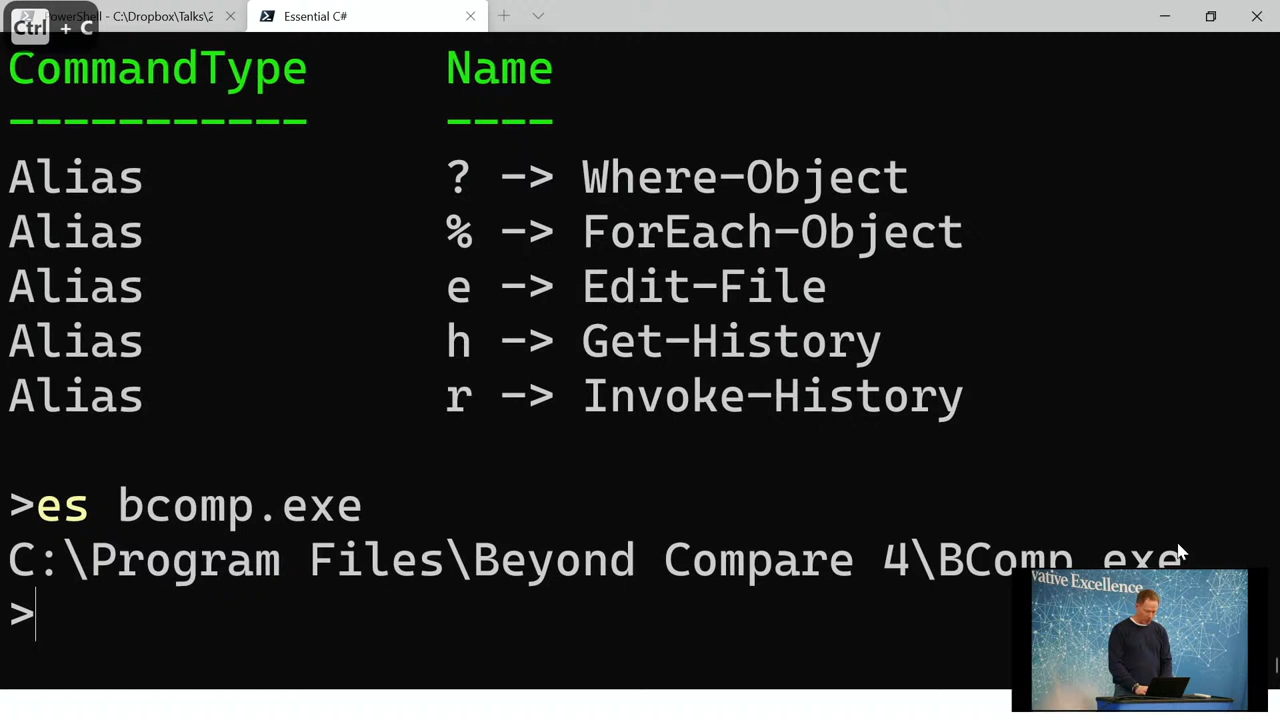 PowerShell - C:\Dropbox\Talks\2
Essential C#
Ctrl + C
CommandType Name
----------- ----
Alias ? -> Where-Object
Alias % -> ForEach-Object
Alias e -> Edit-File
Alias h -> Get-History
Alias r -> Invoke-History
>es bcomp.exe
C:\Program Files\Beyond Compare 4\BComp.exe
>
vative Excellence